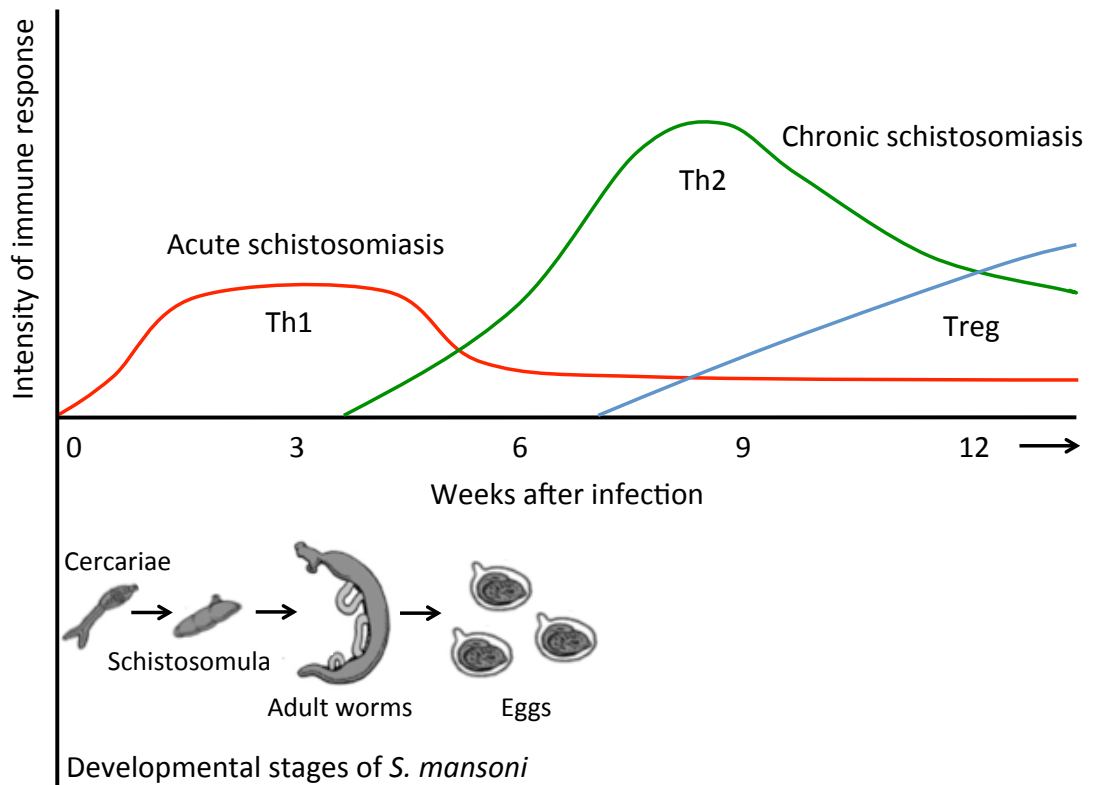 Intensity of immune response
Chronic schistosomiasis
Th2
Acute schistosomiasis
Th1
Treg
0 3 6 9 12
Weeks after infection
Cercariae
Schistosomula
Adult worms
Eggs
Developmental stages of S. mansoni